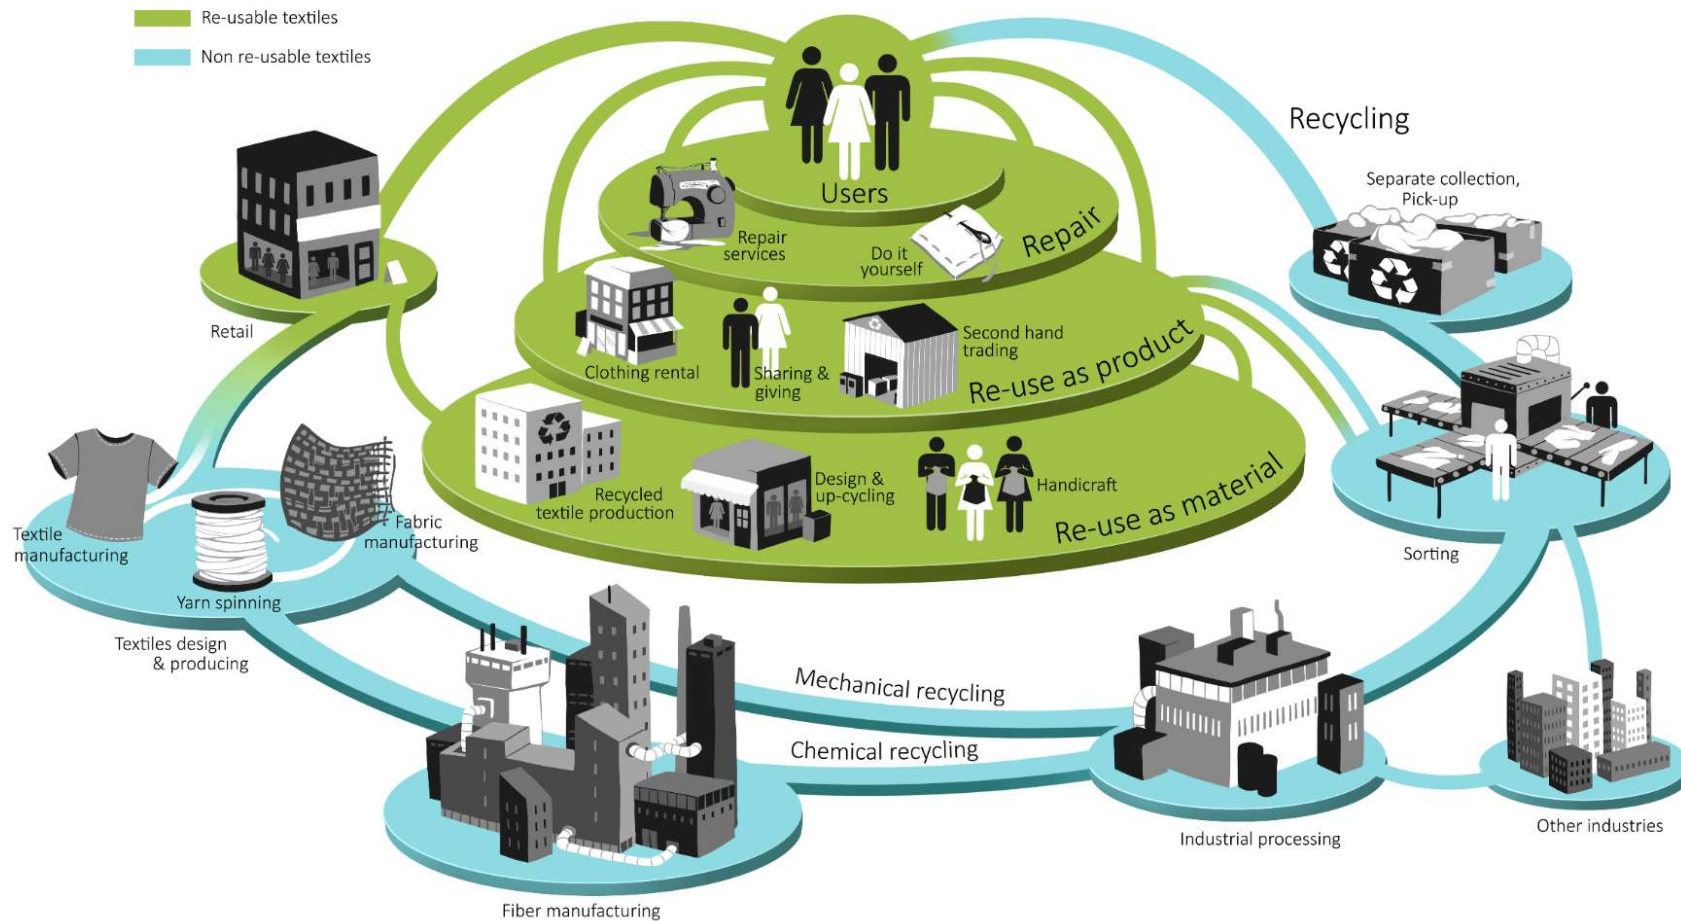 Re-usable textiles
Non re-usable textiles
Users
Recycling
Separate collection,
Pick-up
Repair
services
Do it
yourself
Repair
Retail
Clothing rental
Sharing &
giving
Second hand
trading
Re-use as product
Recycled
textile production
Design &
up-cycling
Handicraft
Re-use as material
Sorting
Textile
manufacturing
Fabric
manufacturing
Yarn spinning
Textiles design
& producing
Mechanical recycling
Chemical recycling
Industrial processing
Other industries
Fiber manufacturing